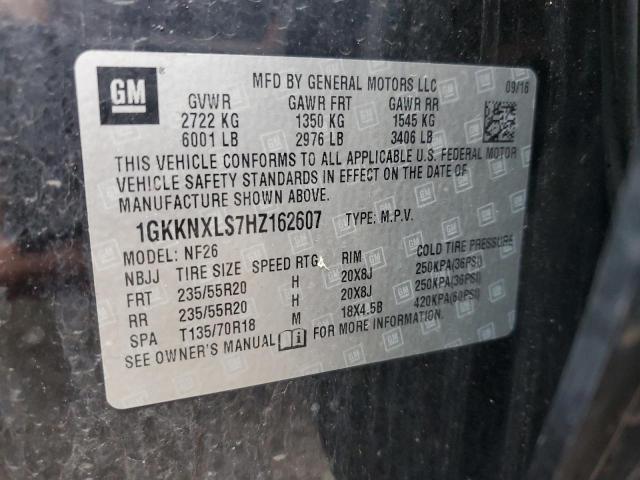 GM
MFD BY GENERAL MOTORS LLC
09/16
GVWR GAWR FRT GAWR RR
2722 KG 1350 KG 1545 KG
6001 LB 2976 LB 3406 LB
THIS VEHICLE CONFORMS TO ALL APPLICABLE U.S. FEDERAL MOTOR
VEHICLE SAFETY STANDARDS IN EFFECT ON THE DATE OF
MANUFACTURE SHOWN ABOVE.
1GKKNXLS7HZ162607 TYPE: M.P.V.
MODEL: NF26
NBJJ TIRE SIZE SPEED RTG RIM COLD TIRE PRESSURE
FRT 235/55R20 H 20X8J 250KPA(36PSI)
RR 235/55R20 H 20X8J 250KPA(36PSI)
SPA T135/70R18 M 18X4.5B 420KPA(60PSI)
SEE OWNER'S MANUAL FOR MORE INFORMATION.